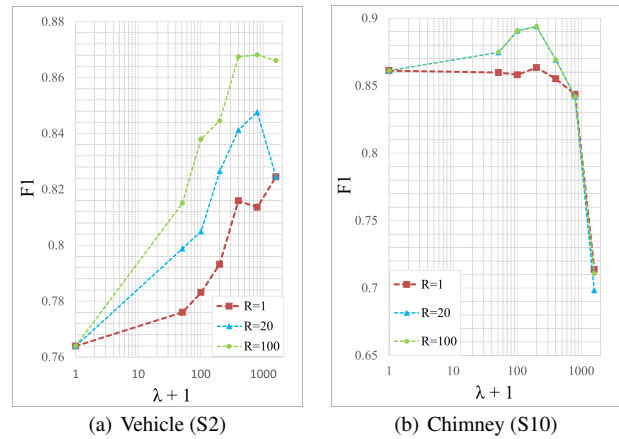 0.88
0.86
0.84
0.82
0.8
0.78
0.76
F1
1
10
100
1000
λ + 1
R=1
R=20
R=100
(a) Vehicle (S2)
0.9
0.85
0.8
0.75
0.7
0.65
F1
1
10
100
1000
λ + 1
R=1
R=20
R=100
(b) Chimney (S10)